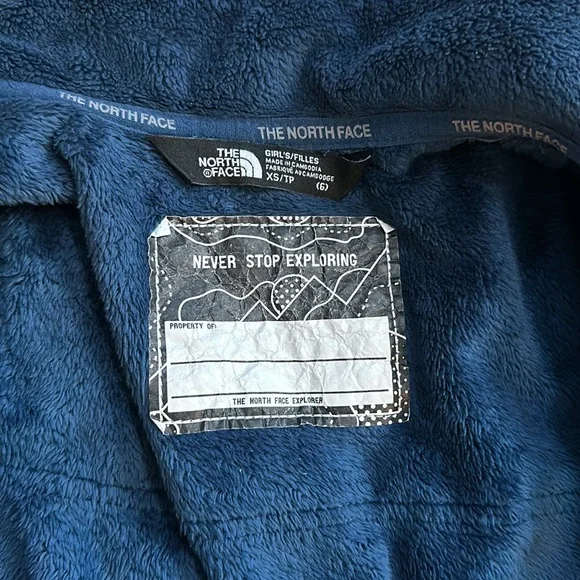 THE NORTH FACE
THE NORTH FACE
THE NORTH FACE
THE
NORTH
FACE
GIRL'S/FILLES
MADE IN CAMBODIA
FABRIQUÉ AU CAMBODGE
XS/TP
(6)
NEVER STOP EXPLORING
PROPERTY OF:
THE NORTH FACE EXPLORER